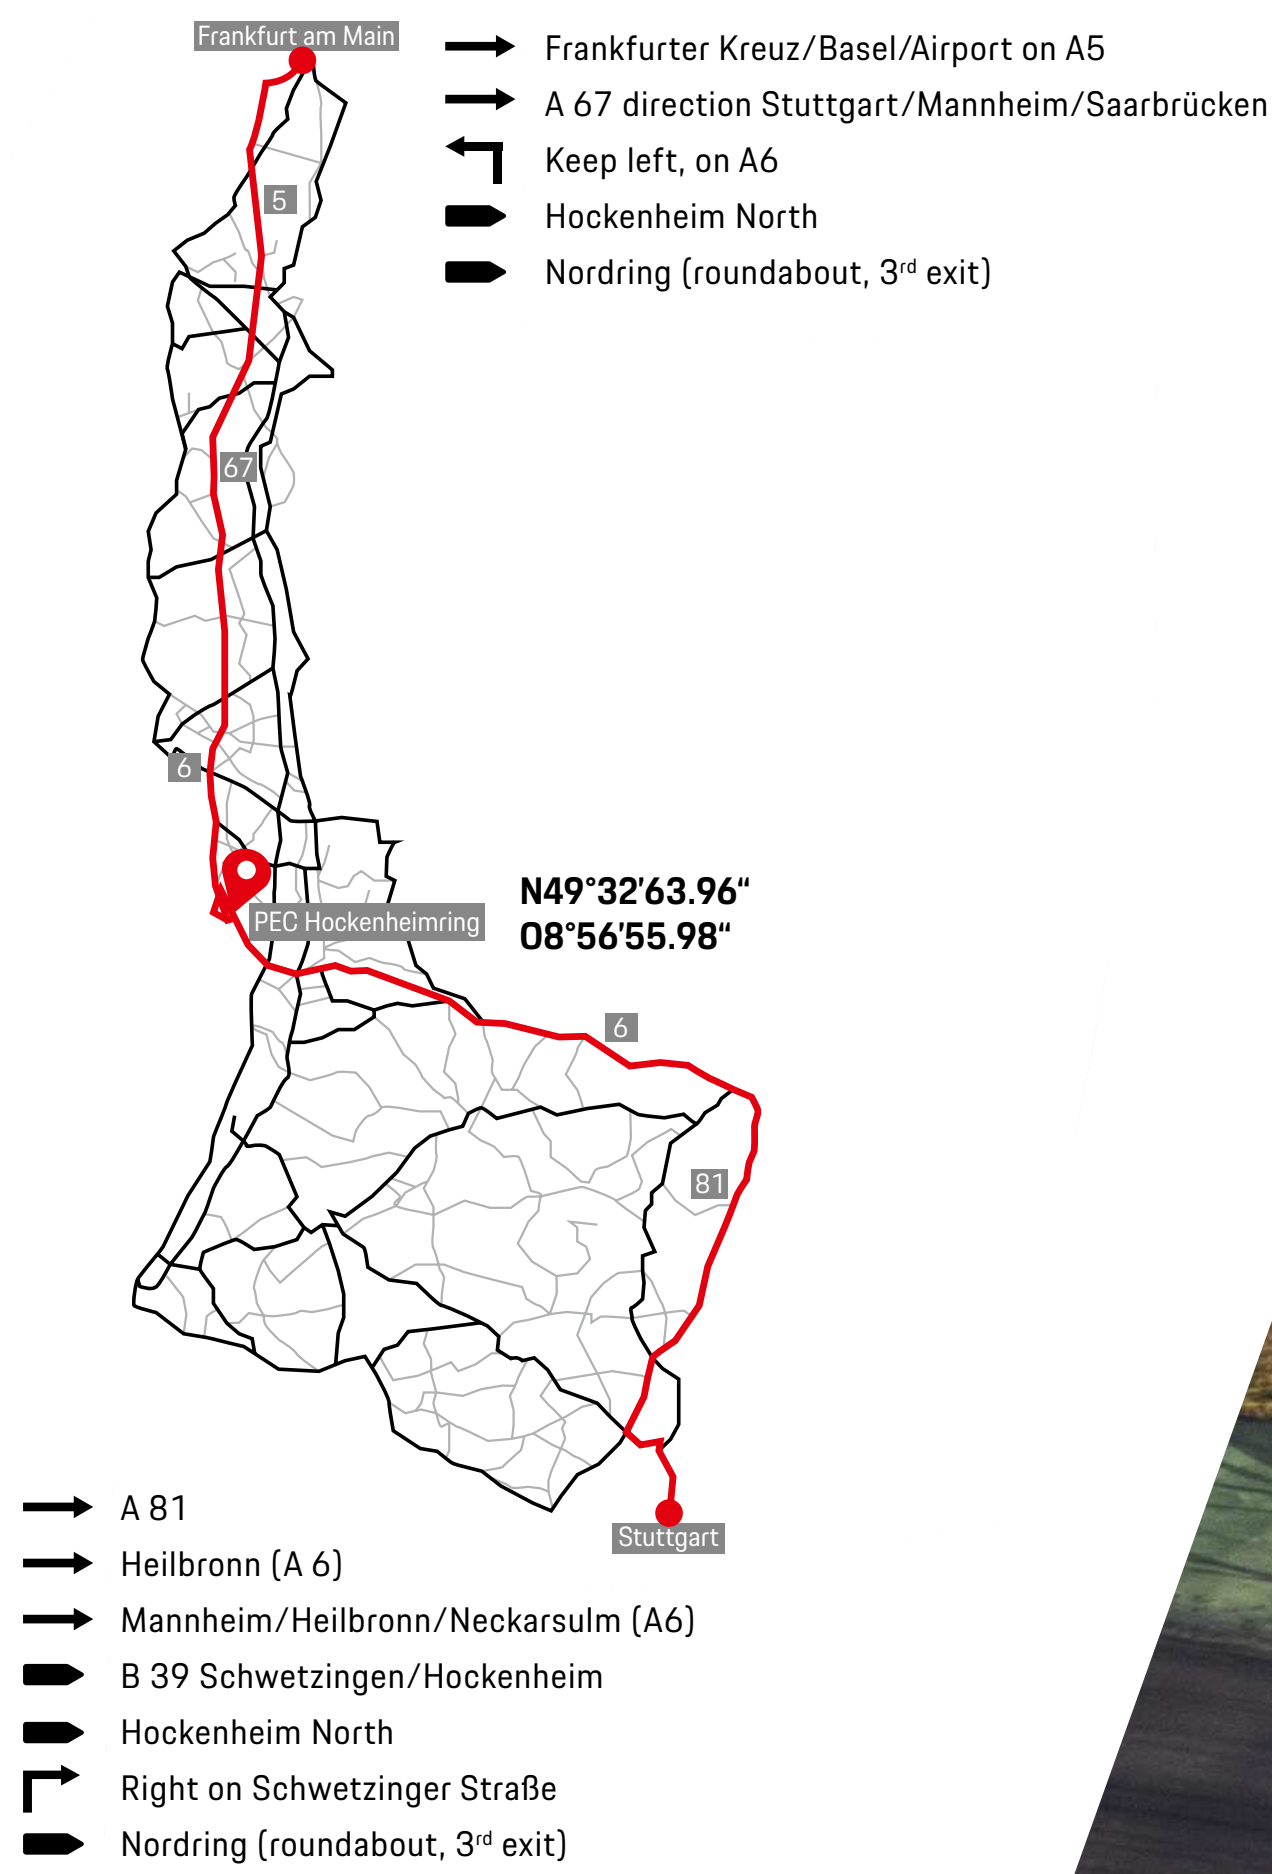 Frankfurt am Main
Frankfurter Kreuz/Basel/Airport on A5
A 67 direction Stuttgart/Mannheim/Saarbrücken
Keep left, on A6
Hockenheim North
Nordring (roundabout, 3rd exit)
5
67
6
PEC Hockenheimring
N49°32'63.96“
O8°56'55.98“
6
81
Stuttgart
A 81
Heilbronn (A 6)
Mannheim/Heilbronn/Neckarsulm (A6)
B 39 Schwetzingen/Hockenheim
Hockenheim North
Right on Schwetzinger Straße
Nordring (roundabout, 3rd exit)